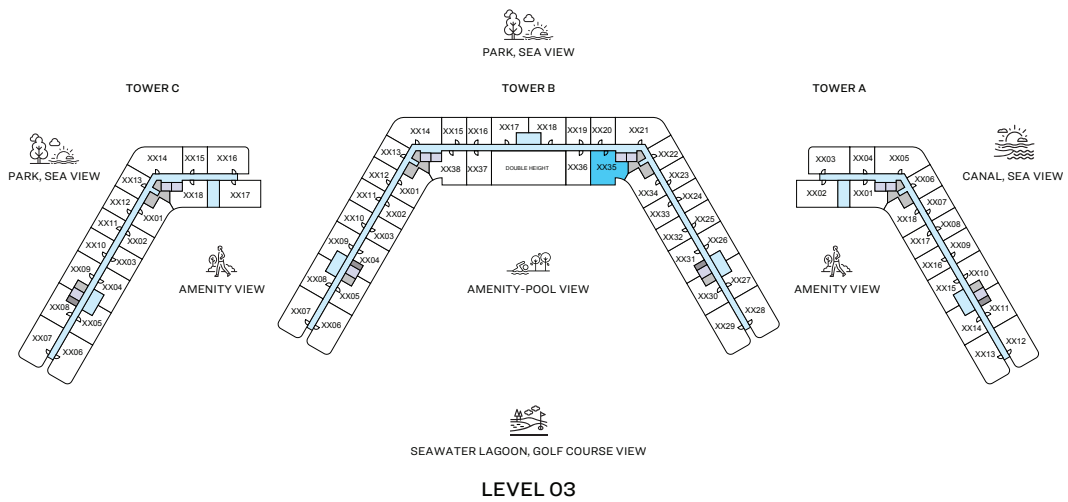 PARK, SEA VIEW
TOWER C
TOWER B
TOWER A
XX14
XX15
XX16
XX17
XX18
XX19
XX20
XX21
XX14
XX15
XX16
XX03
XX04
XX05
PARK, SEA VIEW
CANAL, SEA VIEW
XX13
XX12
XX11
XX10
XX09
XX08
XX07
XX06
XX05
XX04
XX03
XX02
XX01
XX18
XX17
XX13
XX12
XX11
XX10
XX09
XX08
XX07
XX06
XX05
XX04
XX03
XX02
XX01
XX38
XX37
DOUBLE HEIGHT
XX36
XX35
XX22
XX23
XX24
XX25
XX26
XX27
XX28
XX29
XX30
XX31
XX32
XX33
XX34
XX02
XX01
XX18
XX17
XX16
XX15
XX14
XX13
XX06
XX07
XX08
XX09
XX10
XX11
XX12
AMENITY VIEW
AMENITY-POOL VIEW
AMENITY VIEW
SEAWATER LAGOON, GOLF COURSE VIEW
LEVEL 03